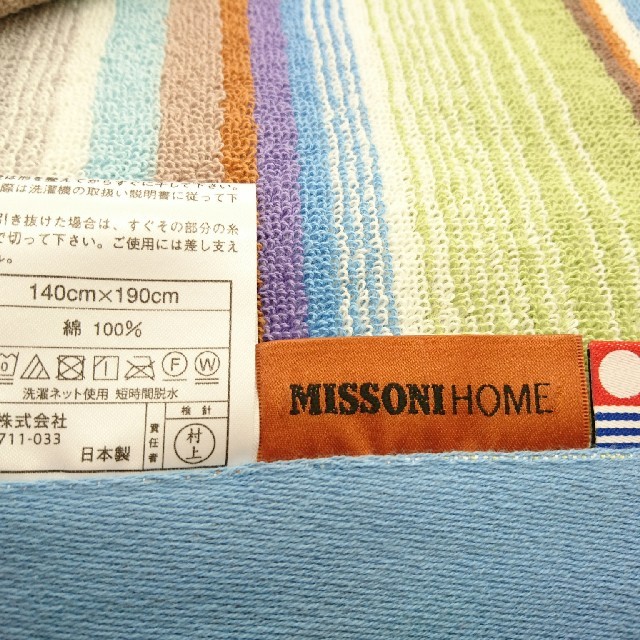 際は洗濯機の取扱い説明書に従って下
引き抜けた場合は、すぐその部分の糸
で切って下さい。ご使用には差し支え
ん。
140cm×190cm
綿 100%
F W
洗濯ネット使用 短時間脱水
株式会社
711-033
日本製
責任者
検針
村上
MISSONI HOME